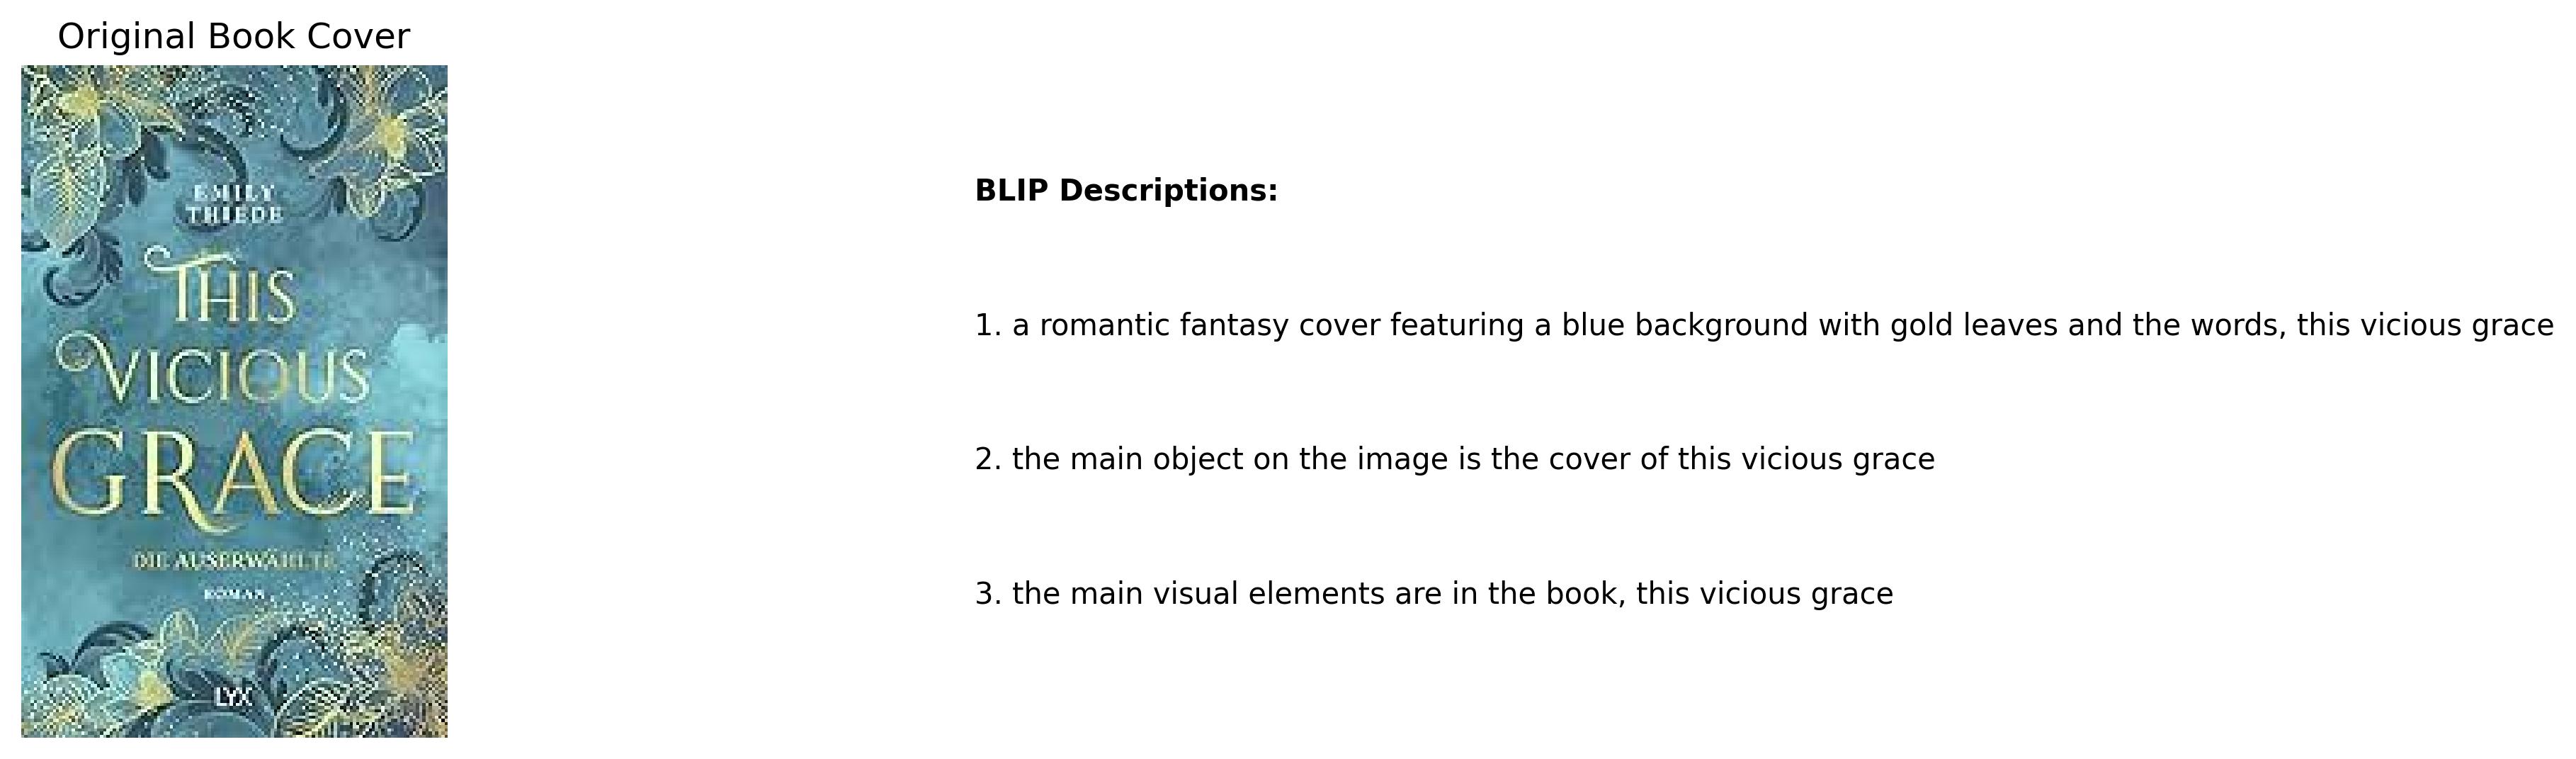 Original Book Cover
EMILY
THIEDE
THIS
VICIOUS
GRACE
DIE AUSERWÄHLTE
ROMAN
LYX
BLIP Descriptions:
1. a romantic fantasy cover featuring a blue background with gold leaves and the words, this vicious grace
2. the main object on the image is the cover of this vicious grace
3. the main visual elements are in the book, this vicious grace